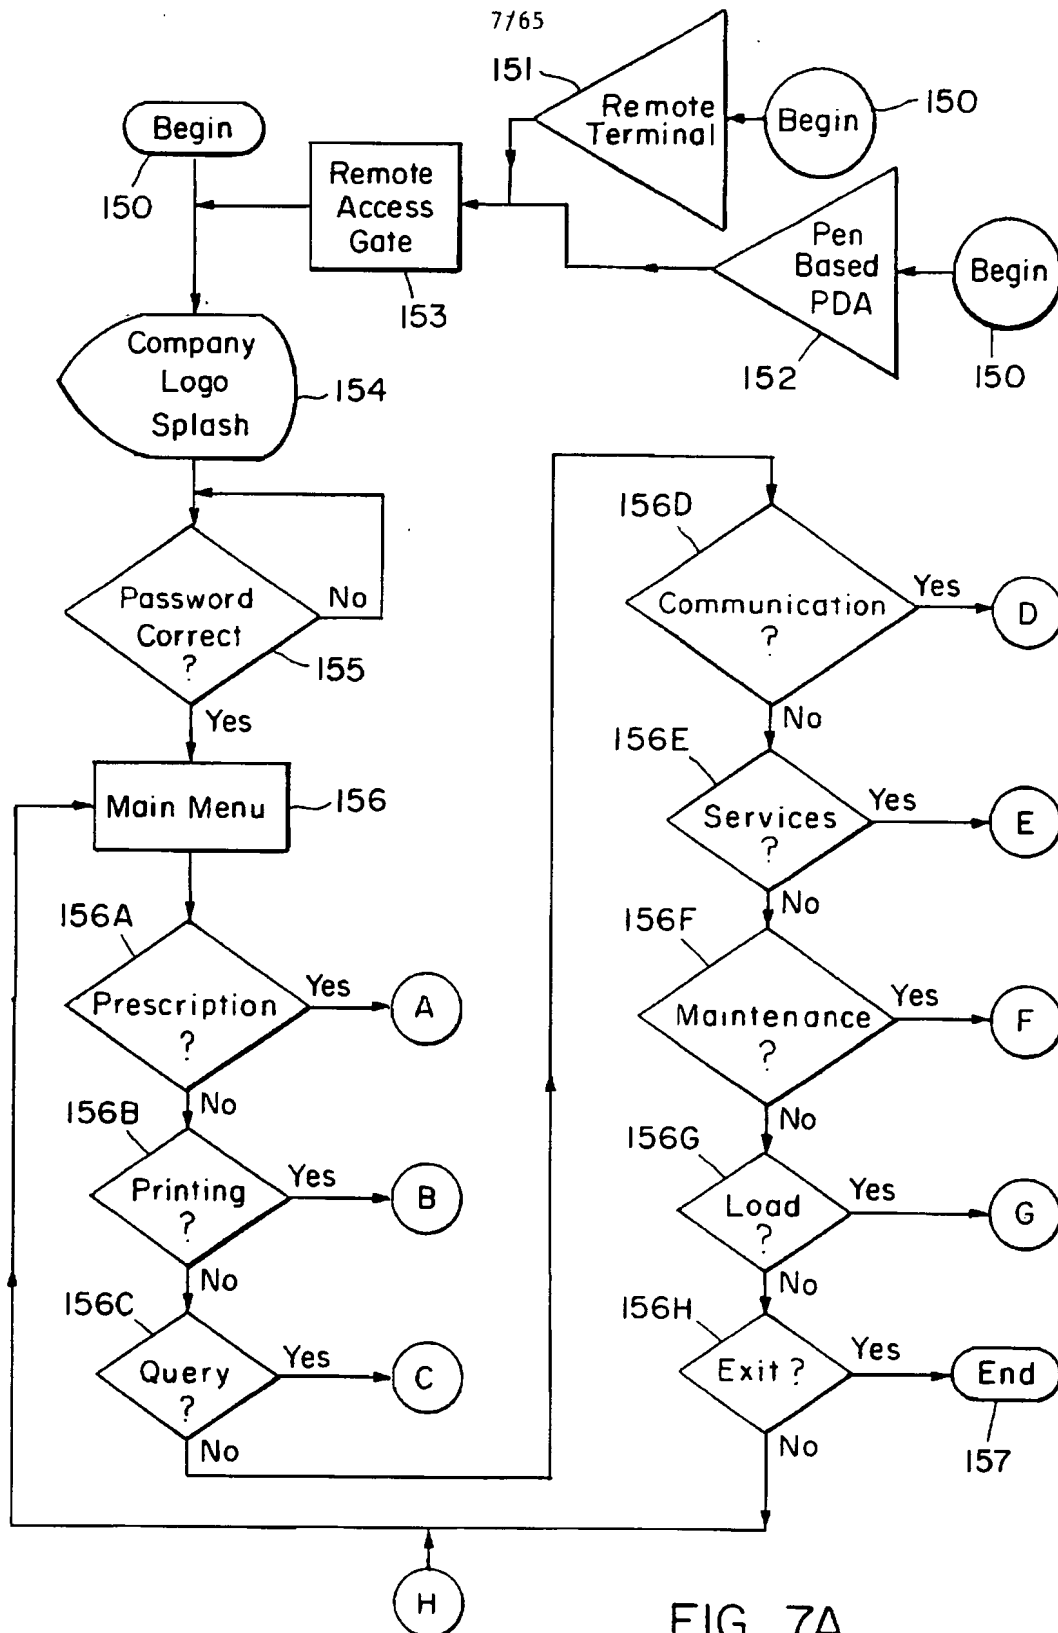 7/65
151
Remote
Terminal
Begin
150
Begin
150
Remote
Access
Gate
153
Pen
Based
PDA
152
Begin
150
Company
Logo
Splash
154
Password
Correct
?
No
155
Yes
Main Menu
156
156A
Prescription
?
Yes
A
No
156B
Printing
?
Yes
B
No
156C
Query
?
Yes
C
No
156D
Communication
?
Yes
D
No
156E
Services
?
Yes
E
No
156F
Maintenance
?
Yes
F
No
156G
Load
?
Yes
G
No
156H
Exit ?
Yes
End
157
No
H
FIG. 7A